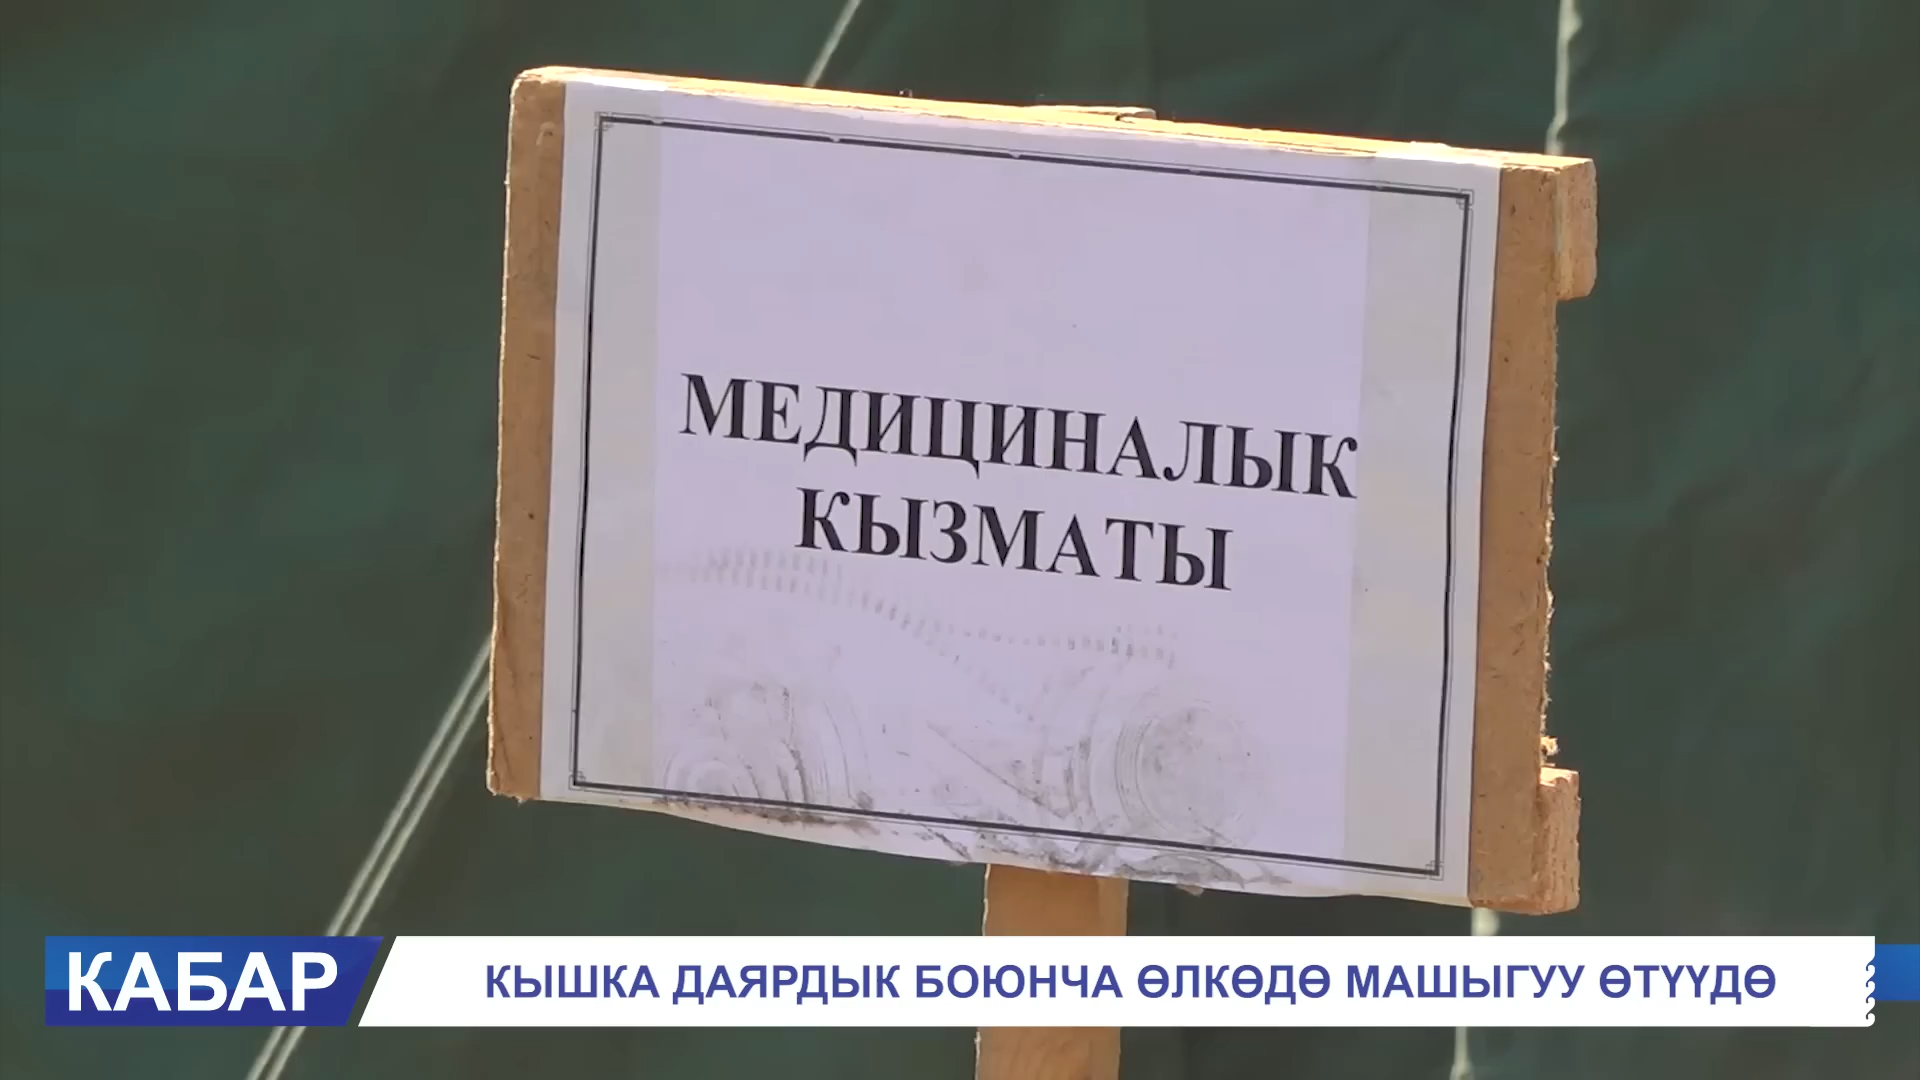 МЕДИЦИНАЛЫК
КЫЗМАТЫ
КАБАР
КЫШКА ДАЯРДЫК БОЮНЧА ӨЛКӨДӨ МАШЫГУУ ӨТҮҮДӨ